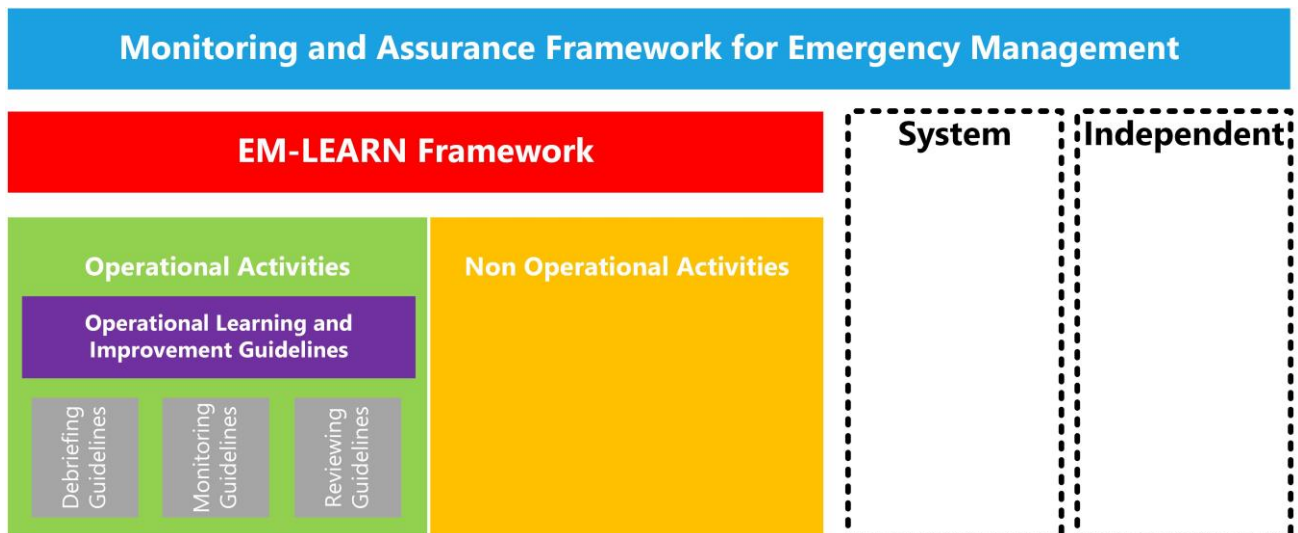 Monitoring and Assurance Framework for Emergency Management
EM-LEARN Framework
System
Independent
Operational Activities
Non Operational Activities
Operational Learning and
Improvement Guidelines
Debriefing
Guidelines
Monitoring
Guidelines
Reviewing
Guidelines